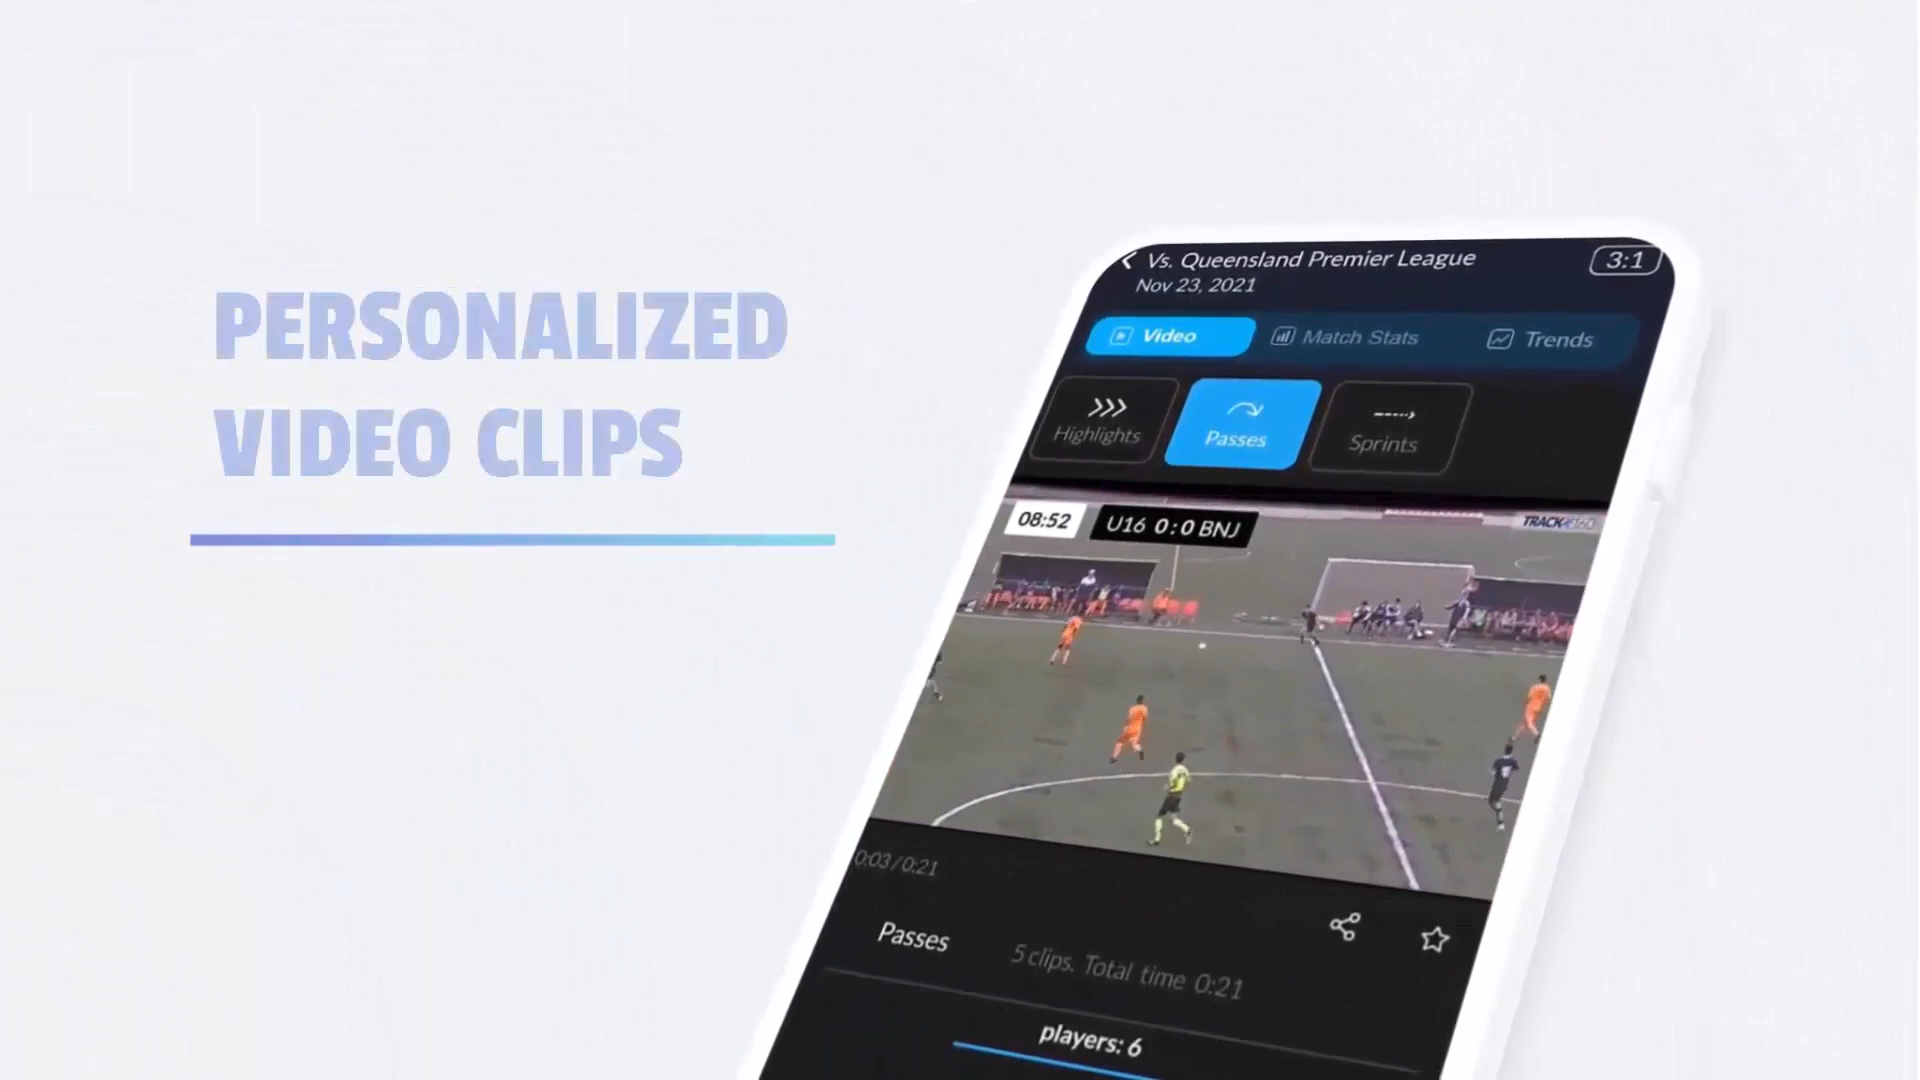 PERSONALIZED
VIDEO CLIPS
Vs. Queensland Premier League
3:1
Nov 23, 2021
Video
Match Stats
Trends
Highlights
Passes
Sprints
08:52
U16 0:0 BNJ
TRACK160
0:03/0:21
Passes
5 clips. Total time 0:21
players: 6